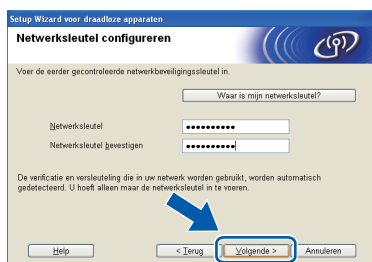 Setup Wizard voor draadloze apparaten
Netwerksleutel configureren
Voer de eerder gecontroleerde netwerkbeveiligingssleutel in.
Waar is mijn netwerksleutel?
Netwerksleutel
Netwerksleutel bevestigen
De verificatie en versleuteling die in uw netwerk worden gebruikt, worden automatisch
gedetecteerd. U hoeft alleen maar de netwerksleutel in te voeren.
Help
< Terug
Volgende >
Annuleren